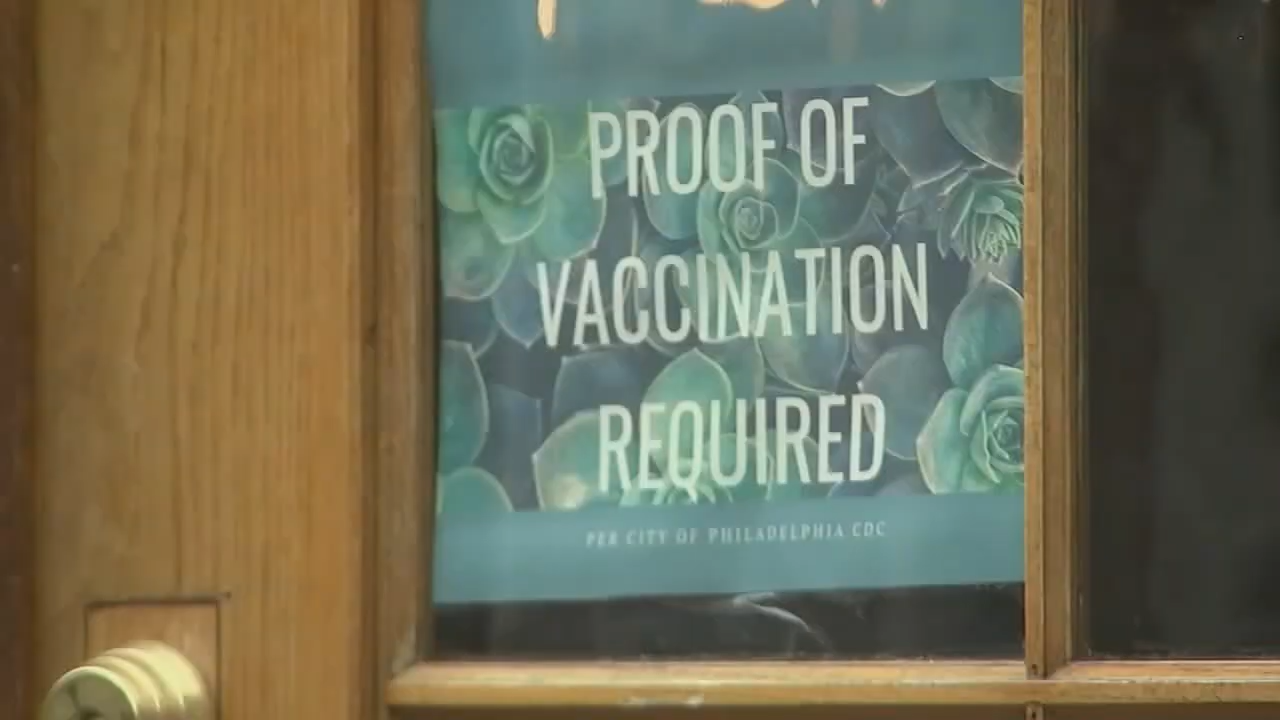 PROOF OF
VACCINATION
REQUIRED
PER CITY OF PHILADELPHIA CDC